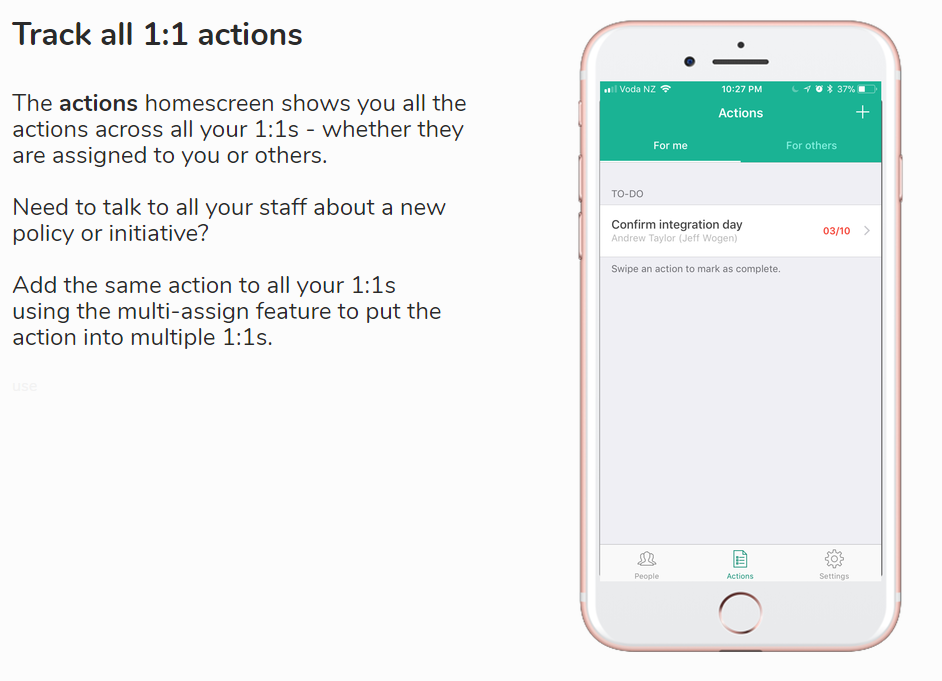 Track all 1:1 actions
The actions homescreen shows you all the
actions across all your 1:1s - whether they
are assigned to you or others.
Need to talk to all your staff about a new
policy or initiative?
Add the same action to all your 1:1s
using the multi-assign feature to put the
action into multiple 1:1s.
use
Voda NZ 10:27 PM 37%
Actions +
For me For others
TO-DO
Confirm integration day
Andrew Taylor (Jeff Wogen) 03/10
Swipe an action to mark as complete.
People Actions Settings